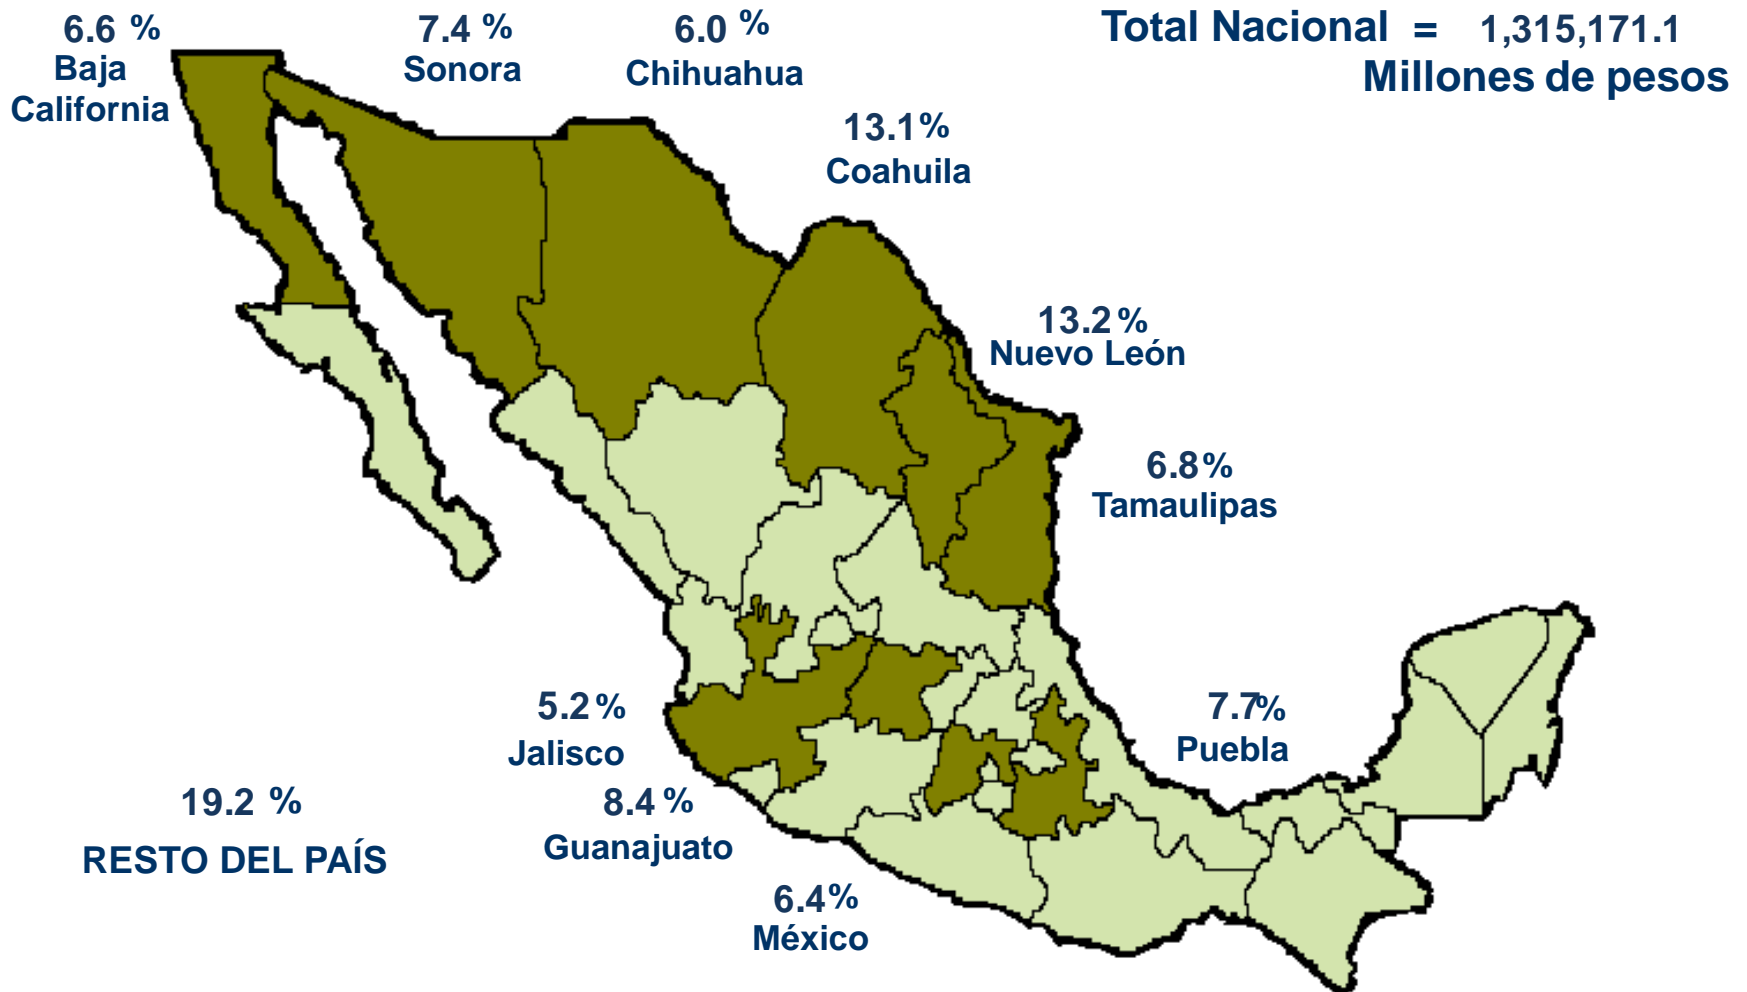 6.6 %
Baja
California
7.4 %
Sonora
6.0 %
Chihuahua
Total Nacional = 1,315,171.1
Millones de pesos
13.1%
Coahuila
13.2%
Nuevo León
6.8%
Tamaulipas
5.2%
Jalisco
7.7%
Puebla
19.2 %
RESTO DEL PAÍS
8.4 %
Guanajuato
6.4%
México